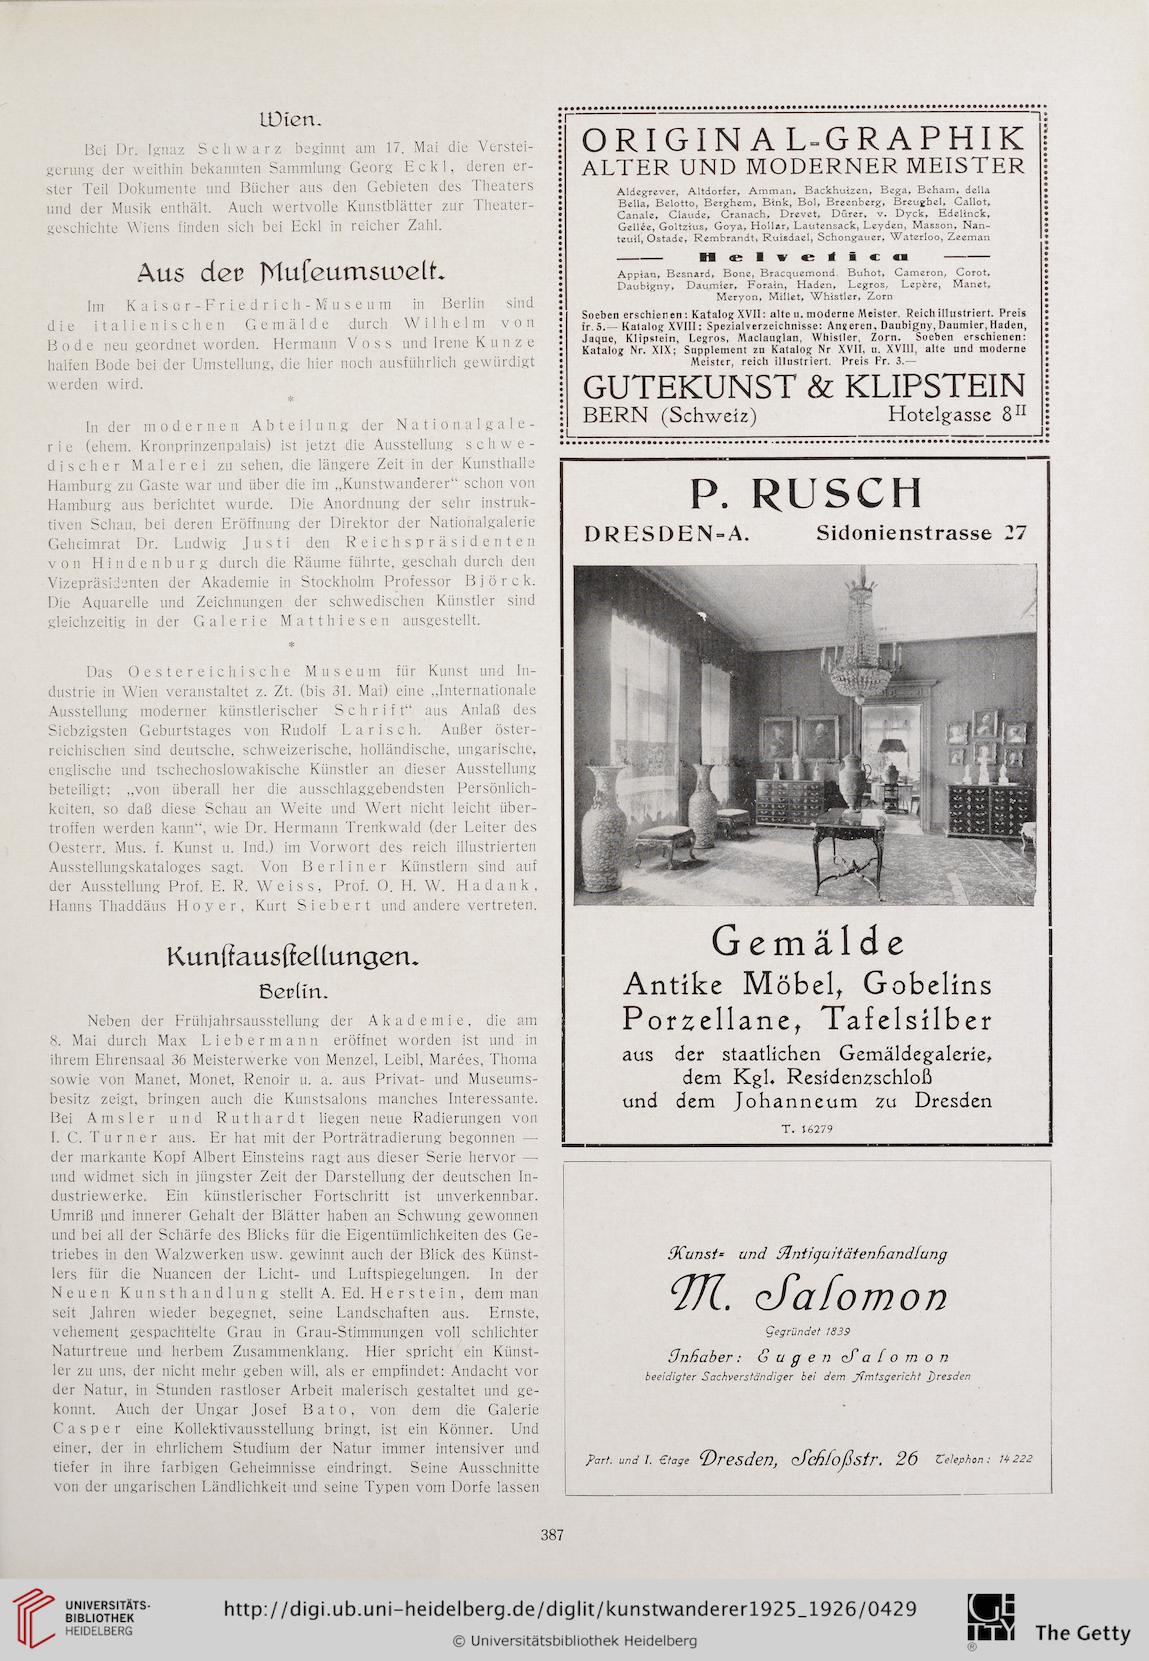 Wien.
Bei Dr. Ignaz Schwarz beginnt am 17. Mai die Verstei-
gerung der weithin bekannten Sammlung Georg Eckl, deren er-
ster Teil Dokumente und Bücher aus den Gebieten des Theaters
und der Musik enthält. Auch wertvolle Kunstblätter zur Theater-
geschichte Wiens finden sich bei Eckl in reicher Zahl.
Aus der Museumswelt.
Im Kaiser-Friedrich-Museum in Berlin sind
die italienischen Gemälde durch Wilhelm von
Bode neu geordnet worden. Hermann Voss und Irene Kunze
halfen Bode bei der Umstellung, die hier noch ausführlich gewürdigt
werden wird.
*
In der modernen Abteilung der Nationalgale-
rie (ehem. Kronprinzenpalais) ist jetzt die Ausstellung schwe-
discher Malerei zu sehen, die längere Zeit in der Kunsthalle
Hamburg zu Gaste war und über die im „Kunstwanderer“ schon von
Hamburg aus berichtet wurde. Die Anordnung der sehr instruk-
tiven Schau, bei deren Eröffnung der Direktor der Nationalgalerie
Geheimrat Dr. Ludwig Justi den Reichspräsidenten
von Hindenburg durch die Räume führte, geschah durch den
Vizepräsidenten der Akademie in Stockholm Professor Björck.
Die Aquarelle und Zeichnungen der schwedischen Künstler sind
gleichzeitig in der Galerie Matthiesen ausgestellt.
*
Das Oestereichische Museum für Kunst und In-
dustrie in Wien veranstaltet z. Zt. (bis 31. Mai) eine „Internationale
Ausstellung moderner künstlerischer Schrift“ aus Anlaß des
Siebzigsten Geburtstages von Rudolf Larisch. Außer öster-
reichischen sind deutsche, schweizerische, holländische, ungarische,
englische und tschechoslowakische Künstler an dieser Ausstellung
beteiligt; „von überall her die ausschlaggebendsten Persönlich-
keiten, so daß diese Schau an Weite und Wert nicht leicht über-
troffen werden kann“, wie Dr. Hermann Trenkwald (der Leiter des
Oesterr. Mus. f. Kunst u. Ind.) im Vorwort des reich illustrierten
Ausstellungskataloges sagt. Von Berliner Künstlern sind auf
der Ausstellung Prof. E. R. Weiss, Prof. O. H. W. Hadank,
Hanns Thaddäus Hoyer, Kurt Siebert und andere vertreten.
Kunstausstellungen.
Berlin.
Neben der Frühjahrsausstellung der Akademie, die am
8. Mai durch Max Liebermann eröffnet worden ist und in
ihrem Ehrensaal 36 Meisterwerke von Menzel, Leibl, Marées, Thoma
sowie von Manet, Monet, Renoir u. a. aus Privat- und Museums-
besitz zeigt, bringen auch die Kunstsalons manches Interessante.
Bei Amsler und Ruthardt liegen neue Radierungen von
I. C. Turner aus. Er hat mit der Porträtradierung begonnen —
der markante Kopf Albert Einsteins ragt aus dieser Serie hervor —
und widmet sich in jüngster Zeit der Darstellung der deutschen In-
dustriewerke. Ein künstlerischer Fortschritt ist unverkennbar.
Umriß und innerer Gehalt der Blätter haben an Schwung gewonnen
und bei all der Schärfe des Blicks für die Eigentümlichkeiten des Ge-
triebes in den Walzwerken usw. gewinnt auch der Blick des Künst-
lers für die Nuancen der Licht- und Luftspiegelungen. In der
Neuen Kunsthandlung stellt A. Ed. Herstein, dem man
seit Jahren wieder begegnet, seine Landschaften aus. Ernste,
vehement gespachtelte Grau in Grau-Stimmungen voll schlichter
Naturtreue und herbem Zusammenklang. Hier spricht ein Künst-
ler zu uns, der nicht mehr geben will, als er empfindet: Andacht vor
der Natur, in Stunden rastloser Arbeit malerisch gestaltet und ge-
konnt. Auch der Ungar Josef Bato, von dem die Galerie
Casper eine Kollektivausstellung bringt, ist ein Könner. Und
einer, der in ehrlichem Studium der Natur immer intensiver und
tiefer in ihre farbigen Geheimnisse eindringt. Seine Ausschnitte
von der ungarischen Ländlichkeit und seine Typen vom Dorfe lassen
ORIGINAL-GRAPHIK
ALTER UND MODERNER MEISTER
Aldegrever, Altdorfer, Amman, Backhuizen, Bega, Beham, della
Bella, Belotto, Berghem, Bink, Bol, Breenberg, Breughel, Callot,
Canale, Claude, Cranach, Drevet, Dürer, v. Dyck, Edelinck,
Gellée, Goltzius, Goya, Hollar, Lautensack, Leyden, Masson, Nan-
teuil, Ostade, Rembrandt, Ruisdael, Schongauer, Waterloo, Zeeman
Helvetica
Appian, Besnard, Bone, Bracquemond, Buhot, Cameron, Corot,
Daubigny, Daumier, Forain, Haden, Legros, Lepère, Manet,
Meryon, Millet, Whistler, Zorn
Soeben erschienen: Katalog XVII: alte u. moderne Meister. Reich illustriert. Preis
fr. 5.— Katalog XVIII: Spezialverzeichnisse: Angeren, Daubigny, Daumier, Haden,
Jaque, Klipstein, Legros, Maclauglan, Whistler, Zorn. Soeben erschienen:
Katalog Nr. XIX; Supplement zu Katalog Nr XVII, u. XVIII, alte und moderne
Meister, reich illustriert. Preis Fr. 3.—
GUTEKUNST & KLIPSTEIN
BERN (Schweiz) Hotelgasse 8 II
P. RUSCH
DRESDEN-A. Sidonienstrasse 27
Gemälde
Antike Möbel, Gobelins
Porzellane, Tafelsilber
aus der staatlichen Gemäldegalerie,
dem Kgl. Residenzschloß
und dem Johanneum zu Dresden
T. 16279
Kunst- und Antiquitätenhandlung
M. Salomon
Gegründet 1839
Inhaber: Eugen Salomon
beeidigter Sachverständiger bei dem Amtsgericht Dresden
Part. und I. Etage Dresden, Schloßstr. 26 Telephon: 14222
387
UNIVERSITÄTS-
BIBLIOTHEK
HEIDELBERG
http://digi.ub.uni-heidelberg.de/diglit/kunstwanderer1925_1926/0429
© Universitätsbibliothek Heidelberg
GETTY
®
The Getty